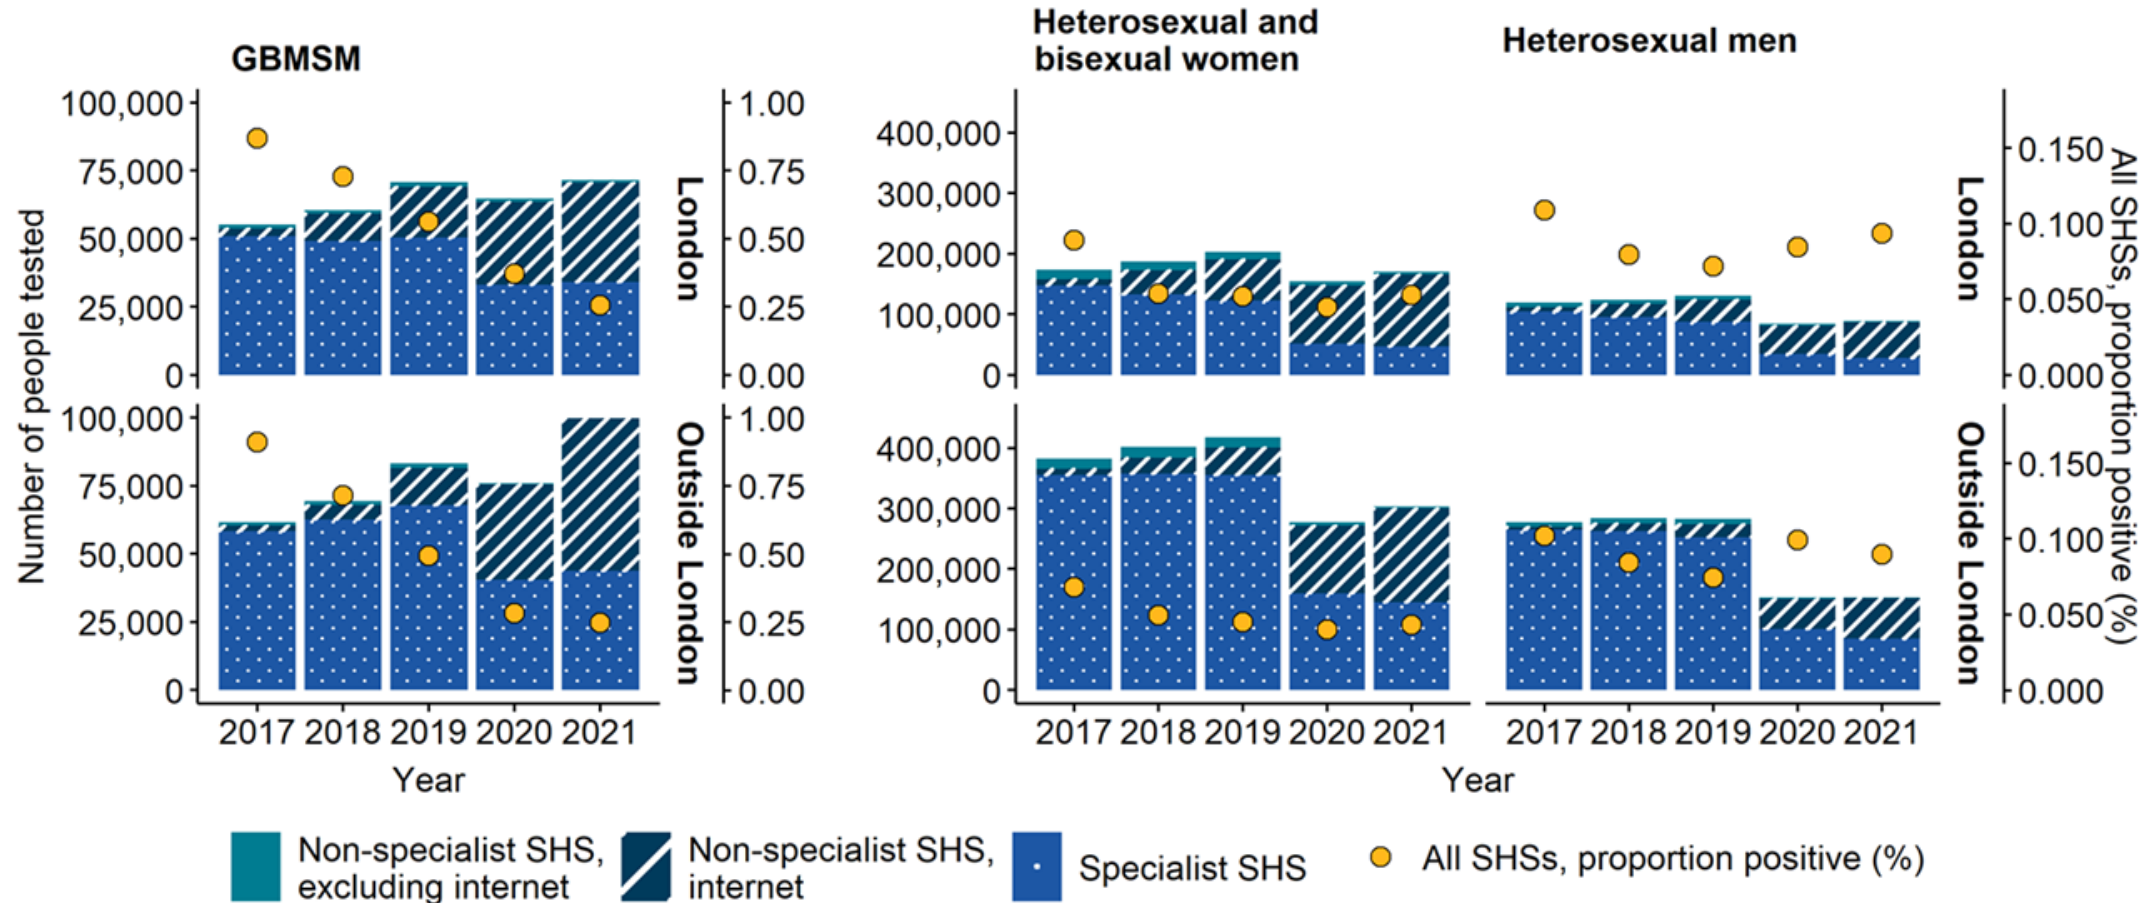 GBMSM
Heterosexual and
bisexual women
Heterosexual men
Number of people tested
100,000
75,000
50,000
25,000
0
1.00
0.75
0.50
0.25
0.00
London
400,000
300,000
200,000
100,000
0
0.150
0.100
0.050
0.000
London
All SHSs, proportion positive (%)
100,000
75,000
50,000
25,000
0
1.00
0.75
0.50
0.25
0.00
Outside London
400,000
300,000
200,000
100,000
0
0.150
0.100
0.050
0.000
Outside London
2017 2018 2019 2020 2021
2017 2018 2019 2020 2021
2017 2018 2019 2020 2021
Year
Year
Non-specialist SHS,
excluding internet
Non-specialist SHS,
internet
Specialist SHS
All SHSs, proportion positive (%)